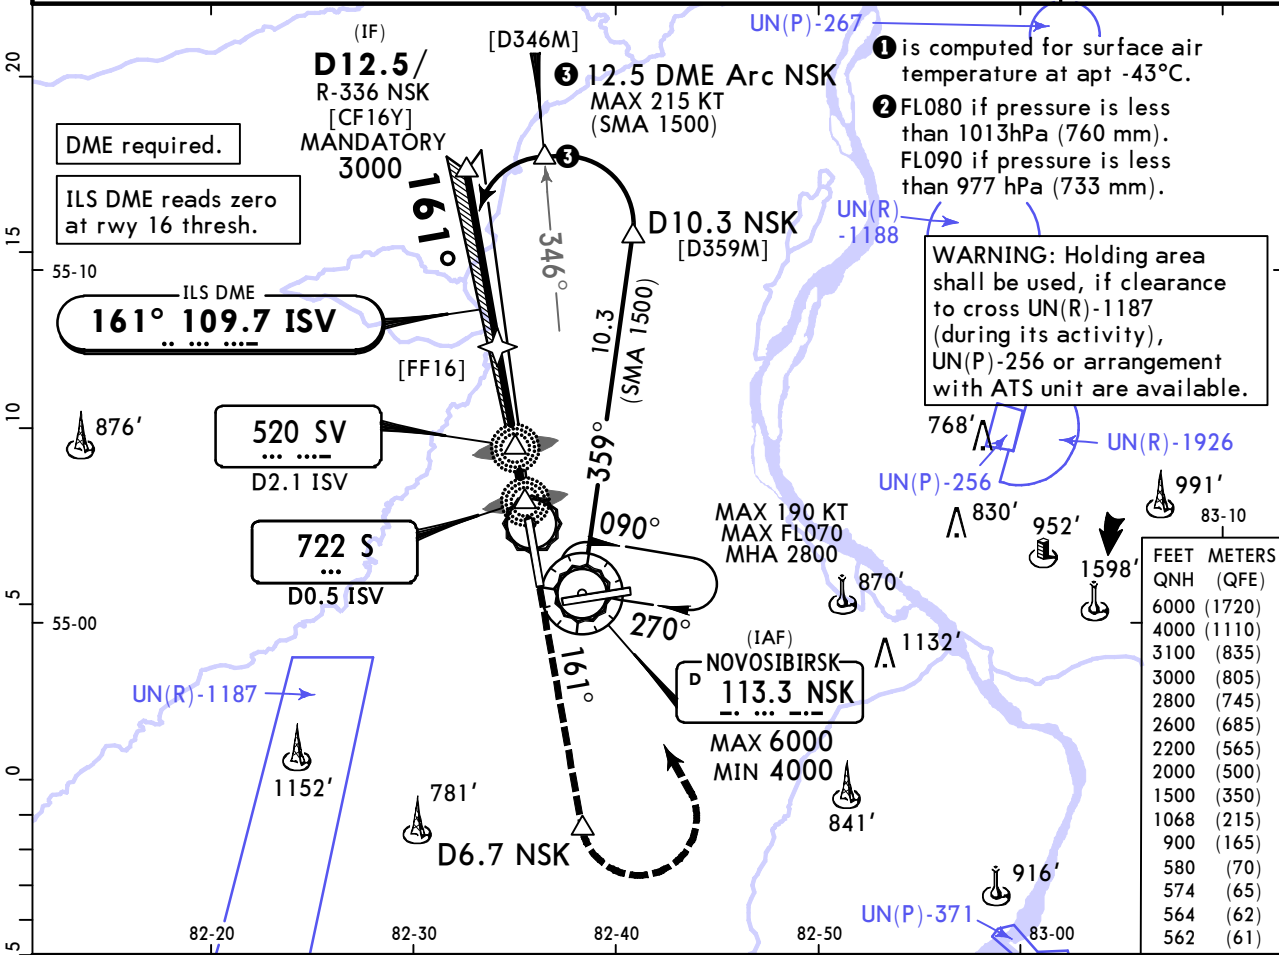 UN(P)-267
❶ is computed for surface air
temperature at apt -43°C.
❷ FL080 if pressure is less
than 1013hPa (760 mm).
FL090 if pressure is less
than 977 hPa (733 mm).
(IF)
D12.5/
R-336 NSK
[CF16Y]
MANDATORY
3000
[D346M]
❸ 12.5 DME Arc NSK
MAX 215 KT
(SMA 1500)
❸
DME required.
ILS DME reads zero
at rwy 16 thresh.
161°
346°
D10.3 NSK
[D359M]
10.3
(SMA 1500)
359°
UN(R)
-1188
WARNING: Holding area
shall be used, if clearance
to cross UN(R)-1187
(during its activity),
UN(P)-256 or arrangement
with ATS unit are available.
ILS DME
161° 109.7 ISV
[FF16]
520 SV
D2.1 ISV
722 S
D0.5 ISV
876'
768'
UN(R)-1926
UN(P)-256
991'
830'
952'
1598'
MAX 190 KT
MAX FL070
MHA 2800
870'
090°
270°
1132'
(IAF)
NOVOSIBIRSK
D 113.3 NSK
MAX 6000
MIN 4000
161°
UN(R)-1187
1152'
781'
D6.7 NSK
841'
916'
UN(P)-371
FEET METERS
QNH (QFE)
6000 (1720)
4000 (1110)
3100 (835)
3000 (805)
2800 (745)
2600 (685)
2200 (565)
2000 (500)
1500 (350)
1068 (215)
900 (165)
580 (70)
574 (65)
564 (62)
562 (61)
20
15
10
5
0
5
55-10
55-00
83-10
82-20
82-30
82-40
82-50
83-00